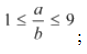 1 ≤ a/b ≤ 9 ;